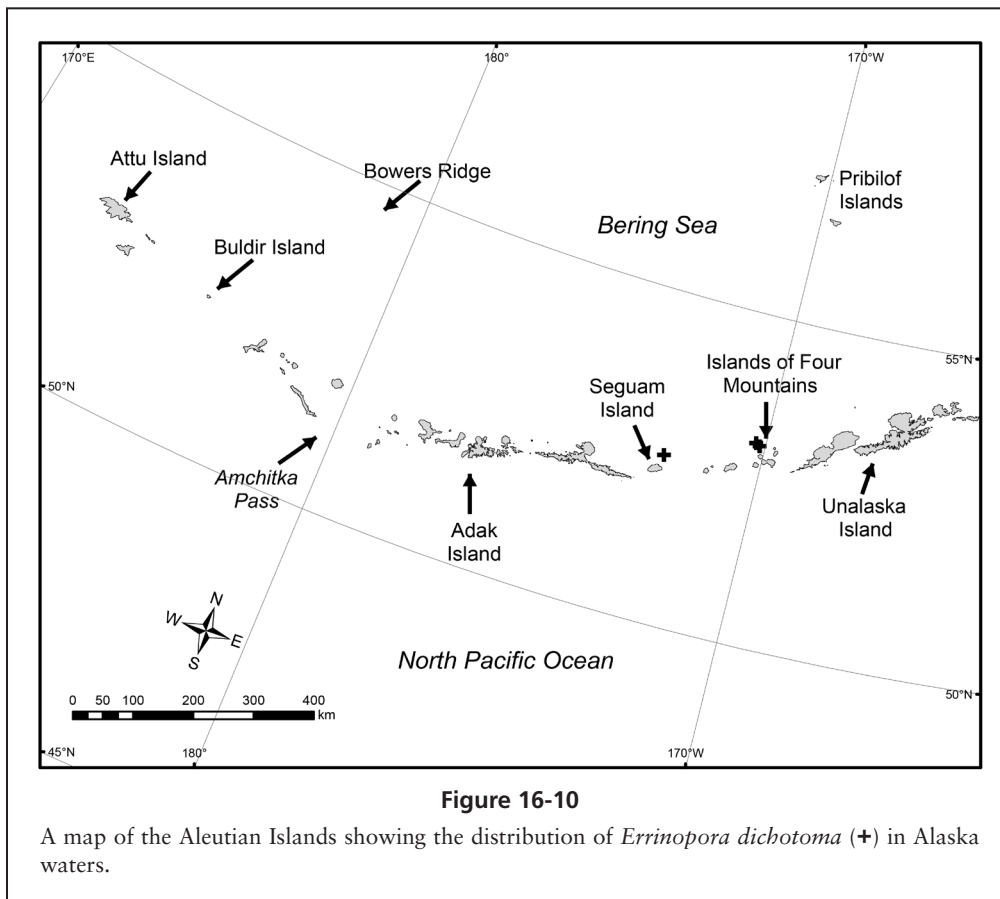 170°E
180°
170°W
Attu Island
Bowers Ridge
Pribilof
Islands
Bering Sea
Buldir Island
Islands of Four
Mountains
55°N
50°N
Seguam
Island
Amchitka
Pass
Adak
Island
Unalaska
Island
N
W
E
S
North Pacific Ocean
0 50 100 200 300 400
km
50°N
45°N
180°
170°W
Figure 16-10
A map of the Aleutian Islands showing the distribution of Errinopora dichotoma (+) in Alaska
waters.